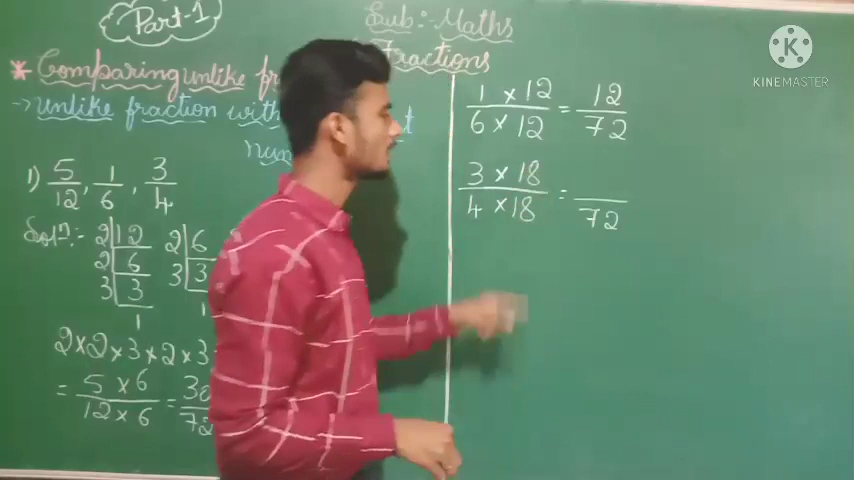 Part-1
Sub:- Maths
Fractions
* Comparing unlike
→ unlike fraction with
1) 5/12, 1/6, 3/4
Solⁿ:- 2|12 2|6
2|6 3|3
3|3 1
1
2×2×3×2×3
= 5 × 6 / 12 × 6 = 30/72
1 × 12 / 6 × 12 = 12/72
3 × 18 / 4 × 18 = /72
K
KINEMASTER